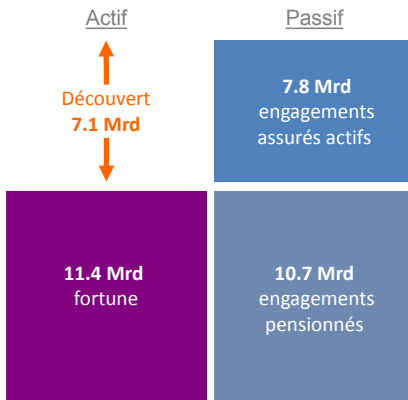 Actif
Passif
Découvert
7.1 Mrd
7.8 Mrd
engagements
assurés actifs
11.4 Mrd
fortune
10.7 Mrd
engagements
pensionnés